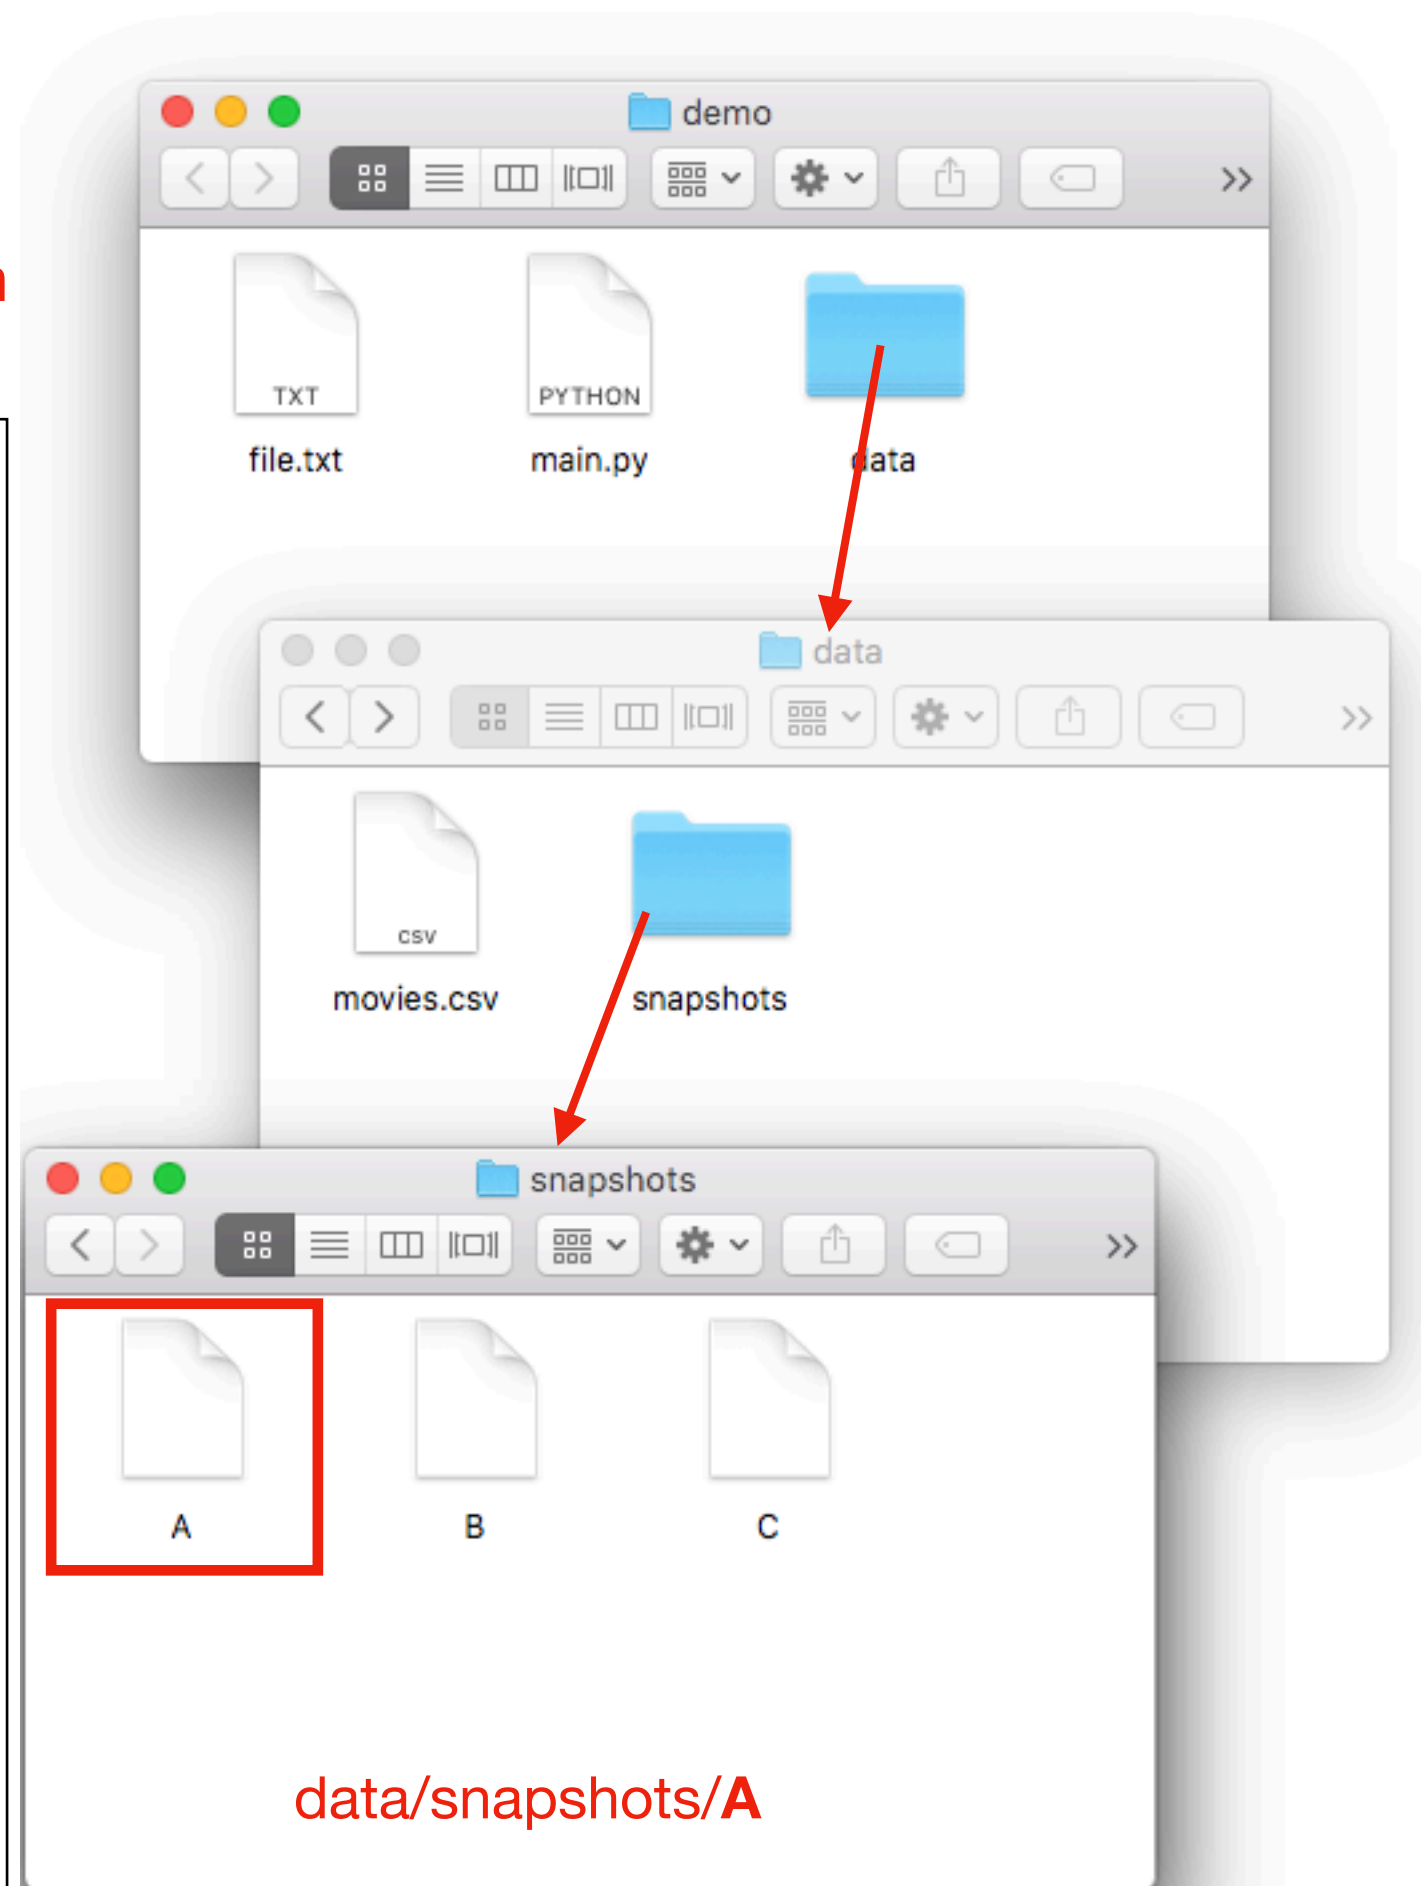 demo
TXT
PYTHON
file.txt
main.py
data
data
CSV
movies.csv
snapshots
snapshots
A
B
C
data/snapshots/A